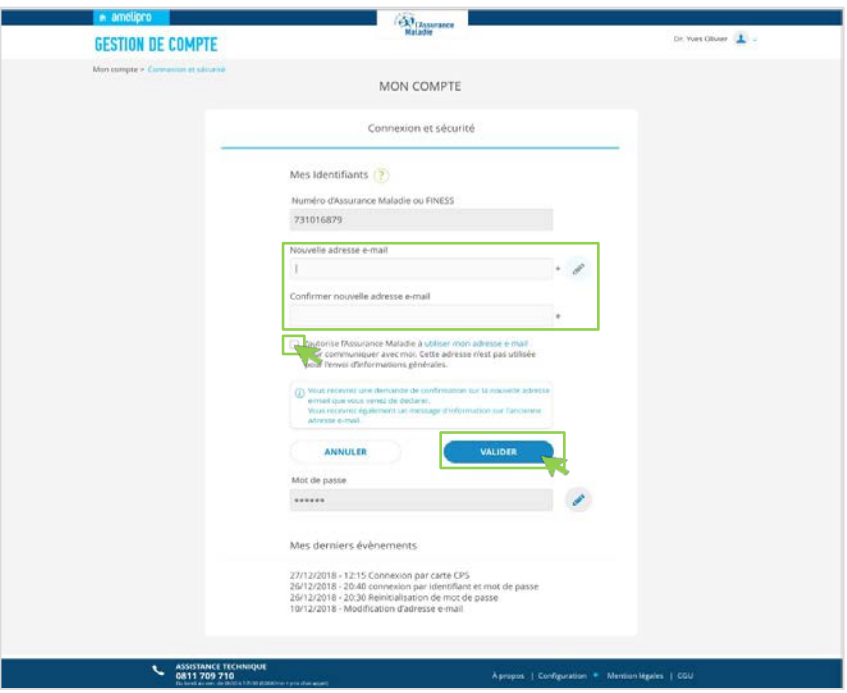 amelipro
l'Assurance
Maladie
GESTION DE COMPTE
Dr. Yves Olivier
Mon compte > Connexion et sécurité
MON COMPTE
Connexion et sécurité
Mes Identifiants ?
Numéro d'Assurance Maladie ou FINESS
731016879
Nouvelle adresse e-mail
*
Confirmer nouvelle adresse e-mail
*
J'autorise l'Assurance Maladie à utiliser mon adresse e-mail
pour communiquer avec moi. Cette adresse n'est pas utilisée
pour l'envoi d'informations générales.
Vous recevrez une demande de confirmation sur la nouvelle adresse
e-mail que vous venez de déclarer.
Vous recevrez également un message d'information sur l'ancienne
adresse e-mail.
ANNULER
VALIDER
Mot de passe
******
Mes derniers évènements
27/12/2018 - 12:15 Connexion par carte CPS
26/12/2018 - 20:40 connexion par identifiant et mot de passe
26/12/2018 - 20:30 Reinitialisation de mot de passe
10/12/2018 - Modification d'adresse e-mail
ASSISTANCE TECHNIQUE
0811 709 710
A propos | Configuration Mention légales | CGU